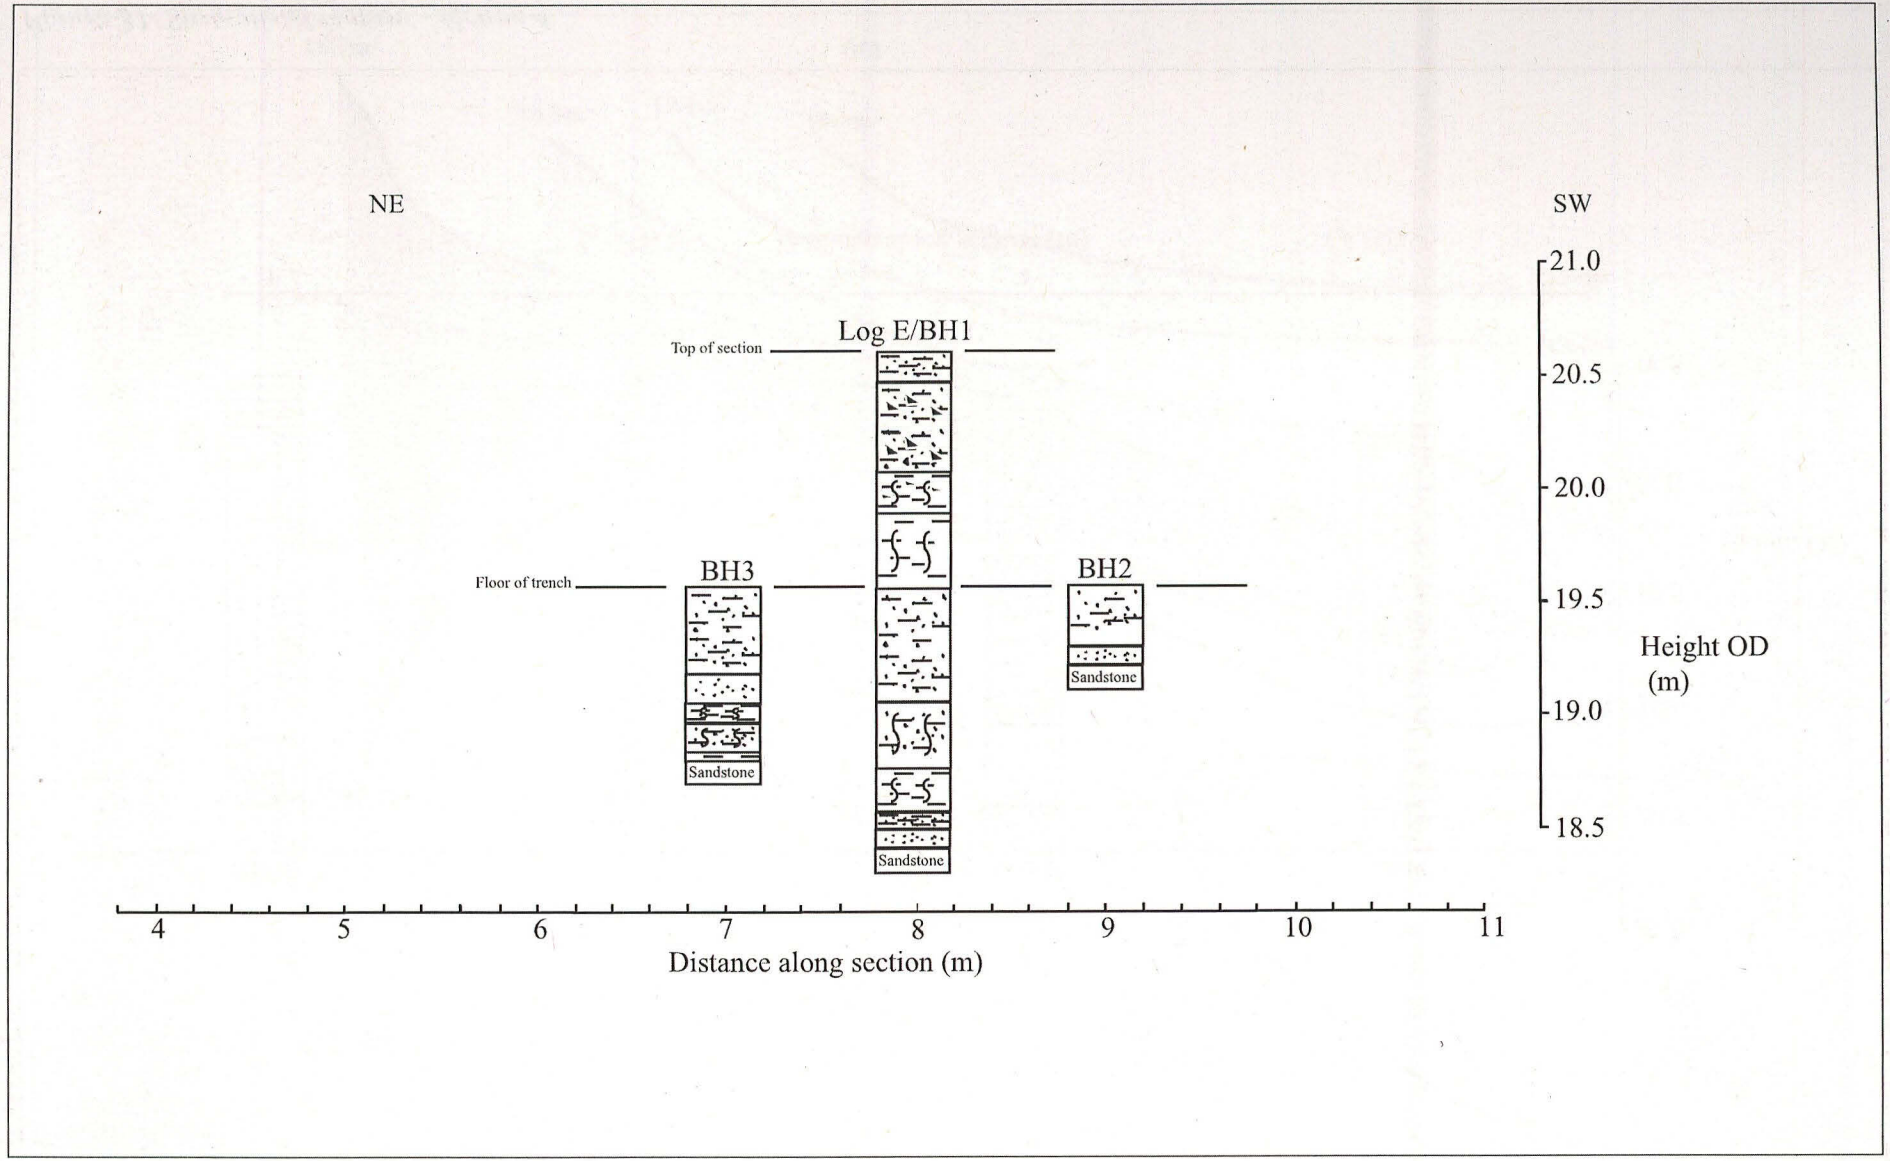 NE
SW
21.0
Log E/BH1
Top of section
20.5
20.0
BH3
BH2
Floor of trench
19.5
Sandstone
Height OD
(m)
19.0
Sandstone
18.5
Sandstone
4 5 6 7 8 9 10 11
Distance along section (m)